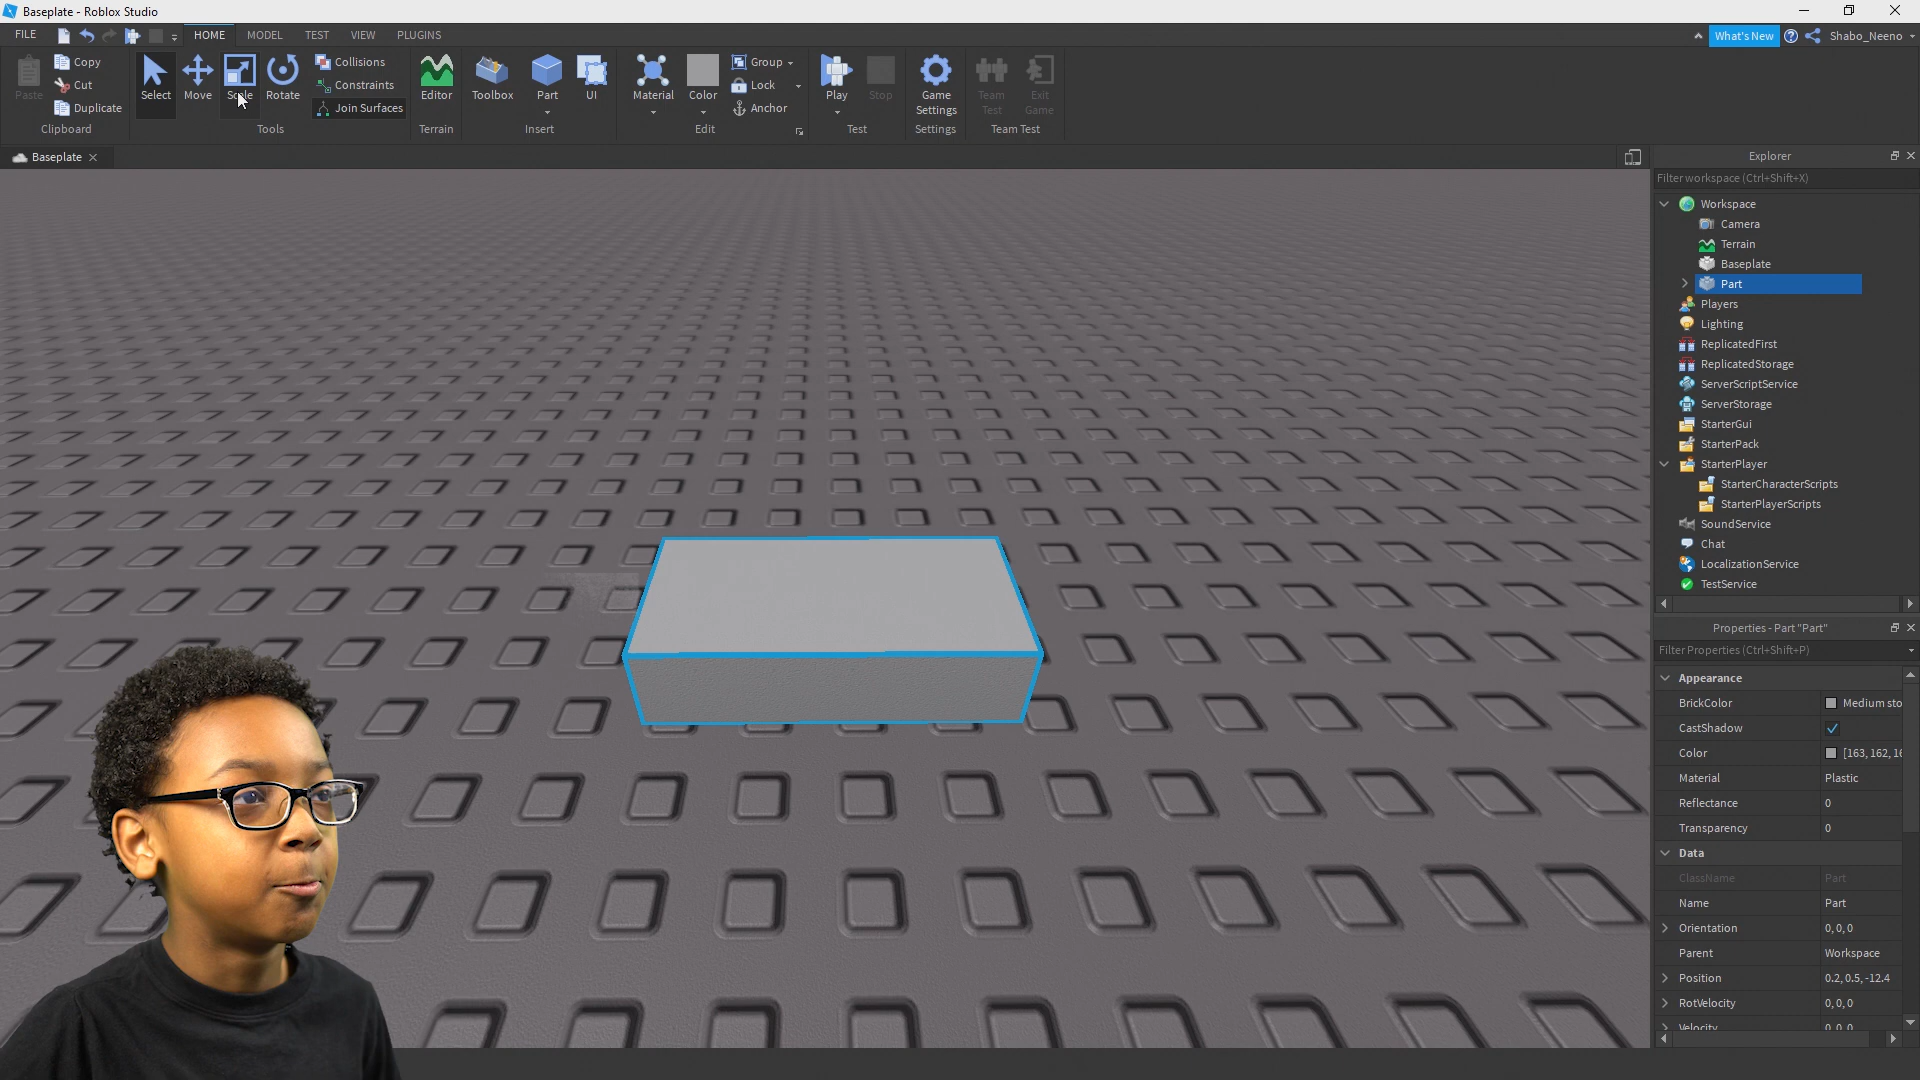 Baseplate - Roblox Studio
FILE HOME MODEL TEST VIEW PLUGINS What's New Shabo_Neeno
Paste Copy Cut Duplicate Clipboard
Select Move Scale Rotate Collisions Constraints Join Surfaces Tools
Editor Terrain
Toolbox Part UI Insert
Material Color Group Lock Anchor Edit
Play Stop Test
Game Settings Settings
Team Test Exit Game Team Test
Baseplate
Explorer
Filter workspace (Ctrl+Shift+X)
Workspace
Camera
Terrain
Baseplate
Part
Players
Lighting
ReplicatedFirst
ReplicatedStorage
ServerScriptService
ServerStorage
StarterGui
StarterPack
StarterPlayer
StarterCharacterScripts
StarterPlayerScripts
SoundService
Chat
LocalizationService
TestService
Properties - Part "Part"
Filter Properties (Ctrl+Shift+P)
Appearance
BrickColor Medium sto
CastShadow
Color [163, 162, 16
Material Plastic
Reflectance 0
Transparency 0
Data
ClassName Part
Name Part
Orientation 0, 0, 0
Parent Workspace
Position 0.2, 0.5, -12.4
RotVelocity 0, 0, 0
Velocity 0, 0, 0